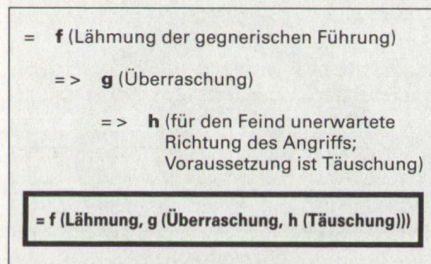 = f (Lähmung der gegnerischen Führung)
=> g (Überraschung)
=> h (für den Feind unerwartete
Richtung des Angriffs;
Voraussetzung ist Täuschung)
= f (Lähmung, g (Überraschung, h (Täuschung)))